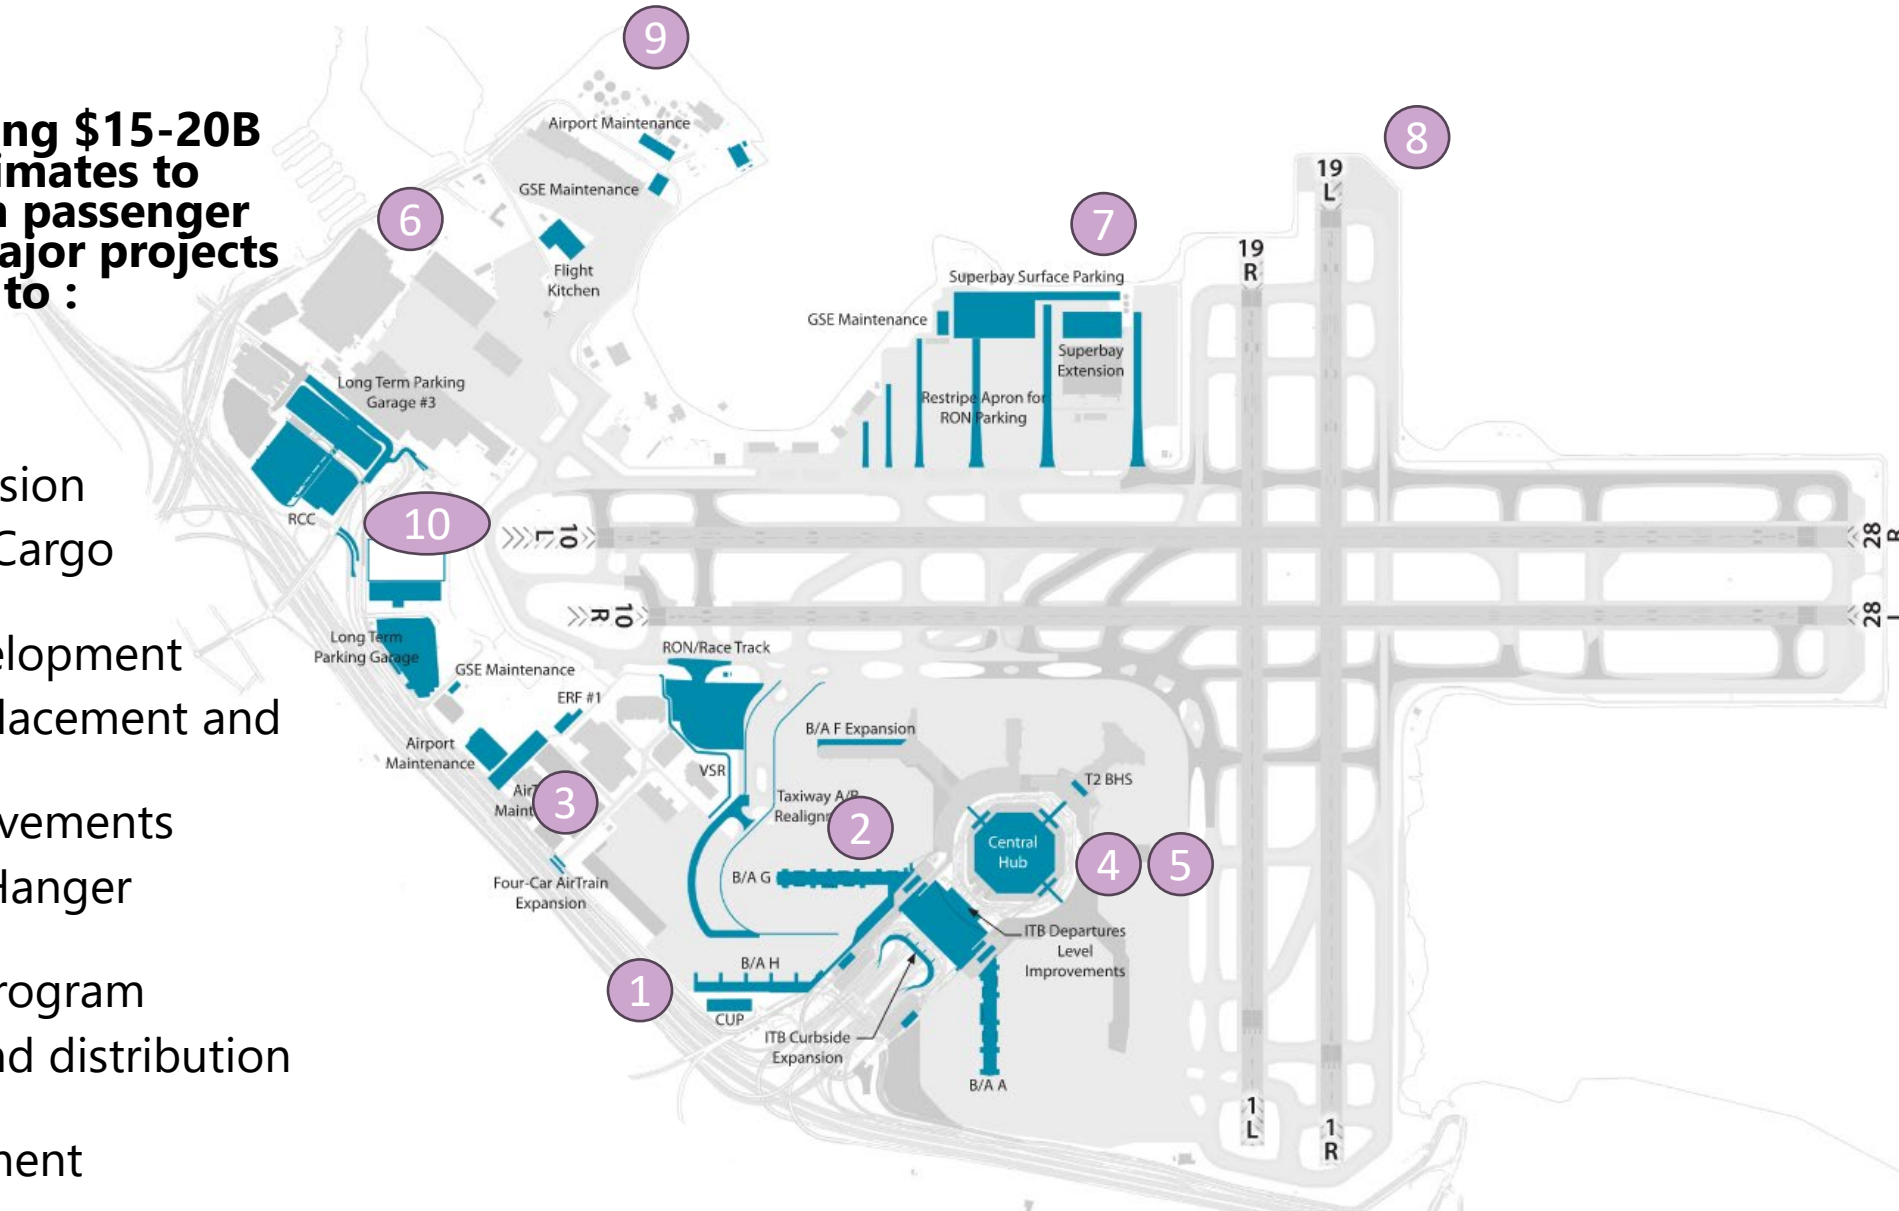 ng $15-20B
imates to
n passenger
ajor projects
to :
sion
Cargo
elopment
lacement and
vements
Hanger
rogram
nd distribution
nent
9
Airport Maintenance
GSE Maintenance
6
Flight
Kitchen
8
7
19
L
19
R
Superbay Surface Parking
GSE Maintenance
Superbay
Extension
Restripe Apron for
RON Parking
Long Term Parking
Garage #3
RCC
10
10
L
28
R
10
R
28
Long Term
Parking Garage
GSE Maintenance
ERF #1
RON/Race Track
Airport
Maintenance
Air
Maint
3
VSR
B/A F Expansion
T2 BHS
Taxiway A/B
Realignm
2
Central
Hub
4
5
B/A G
Four-Car AirTrain
Expansion
ITB Departures
Level
Improvements
B/A H
1
CUP
ITB Curbside
Expansion
B/A A
1
L
1
R